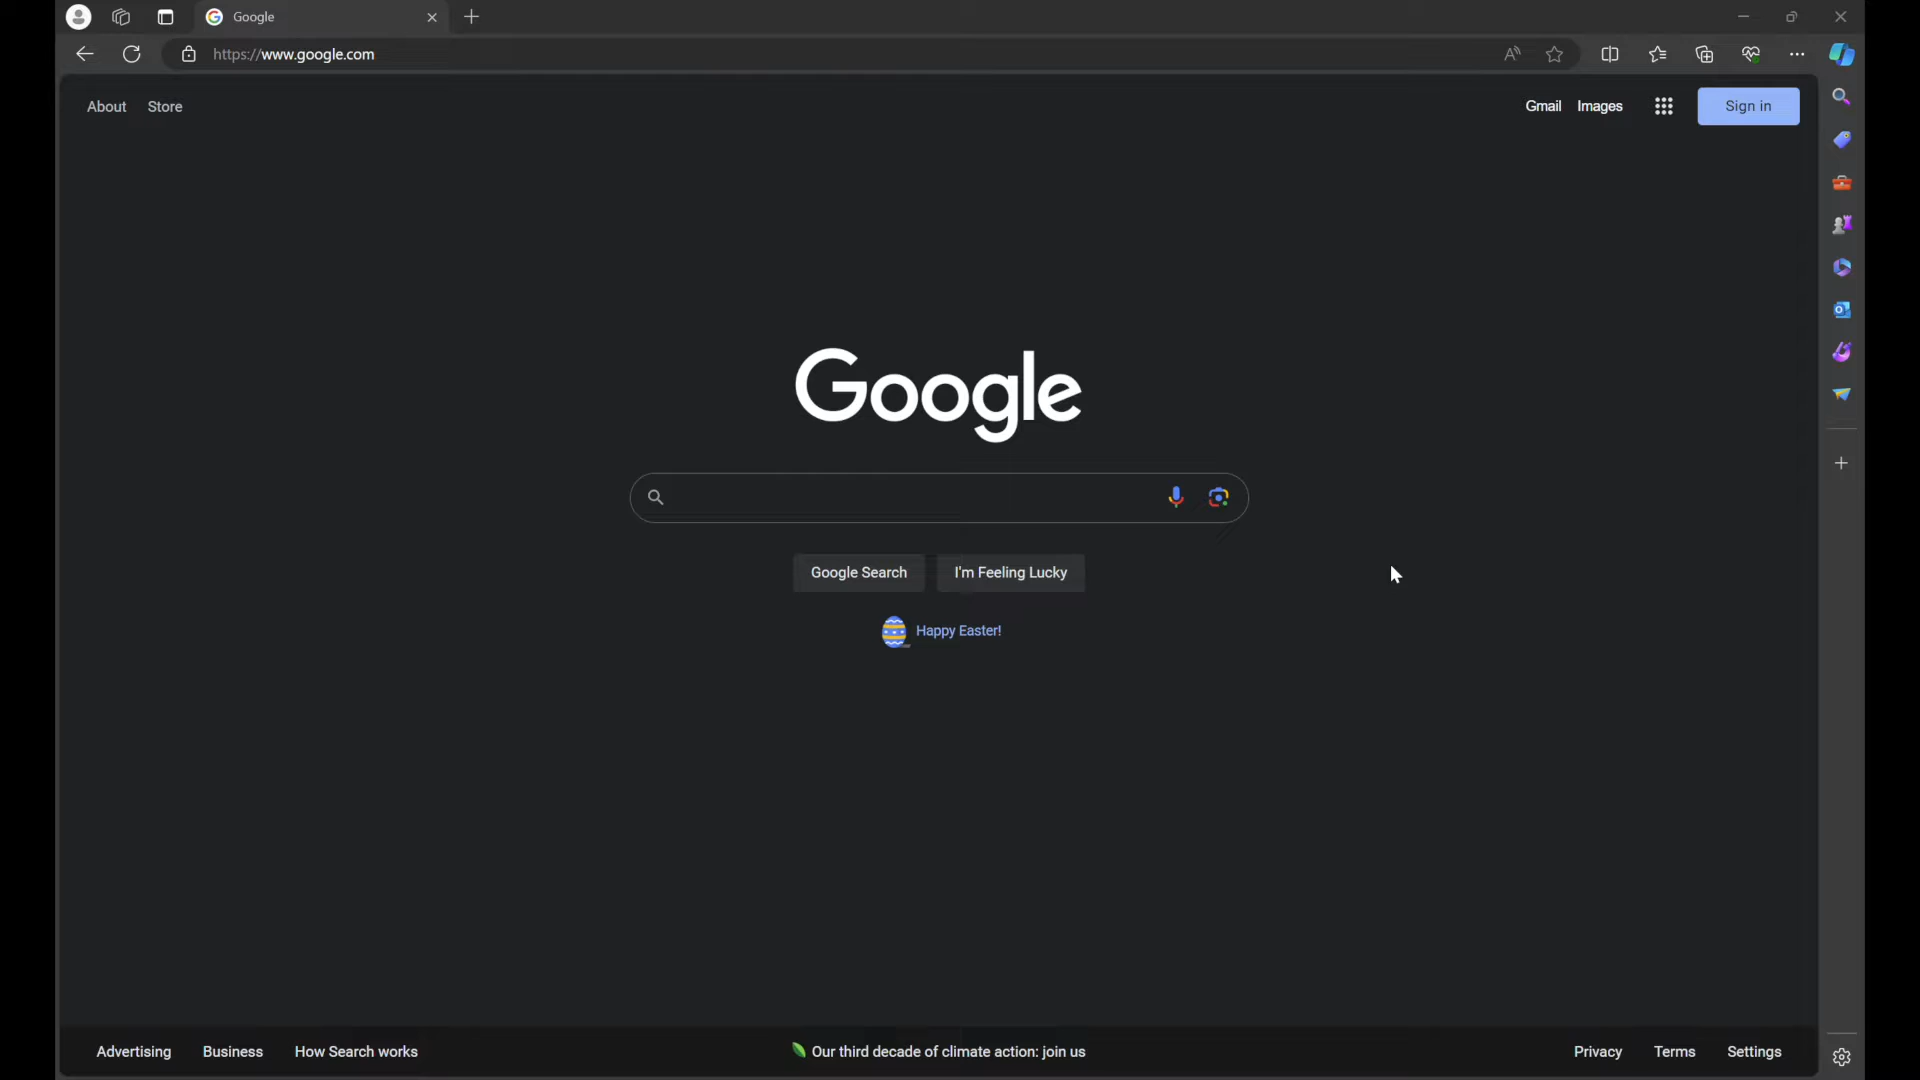 Google
https://www.google.com
About Store
Gmail Images Sign in
Google
Google Search I'm Feeling Lucky
Happy Easter!
Advertising Business How Search works
Our third decade of climate action: join us
Privacy Terms Settings